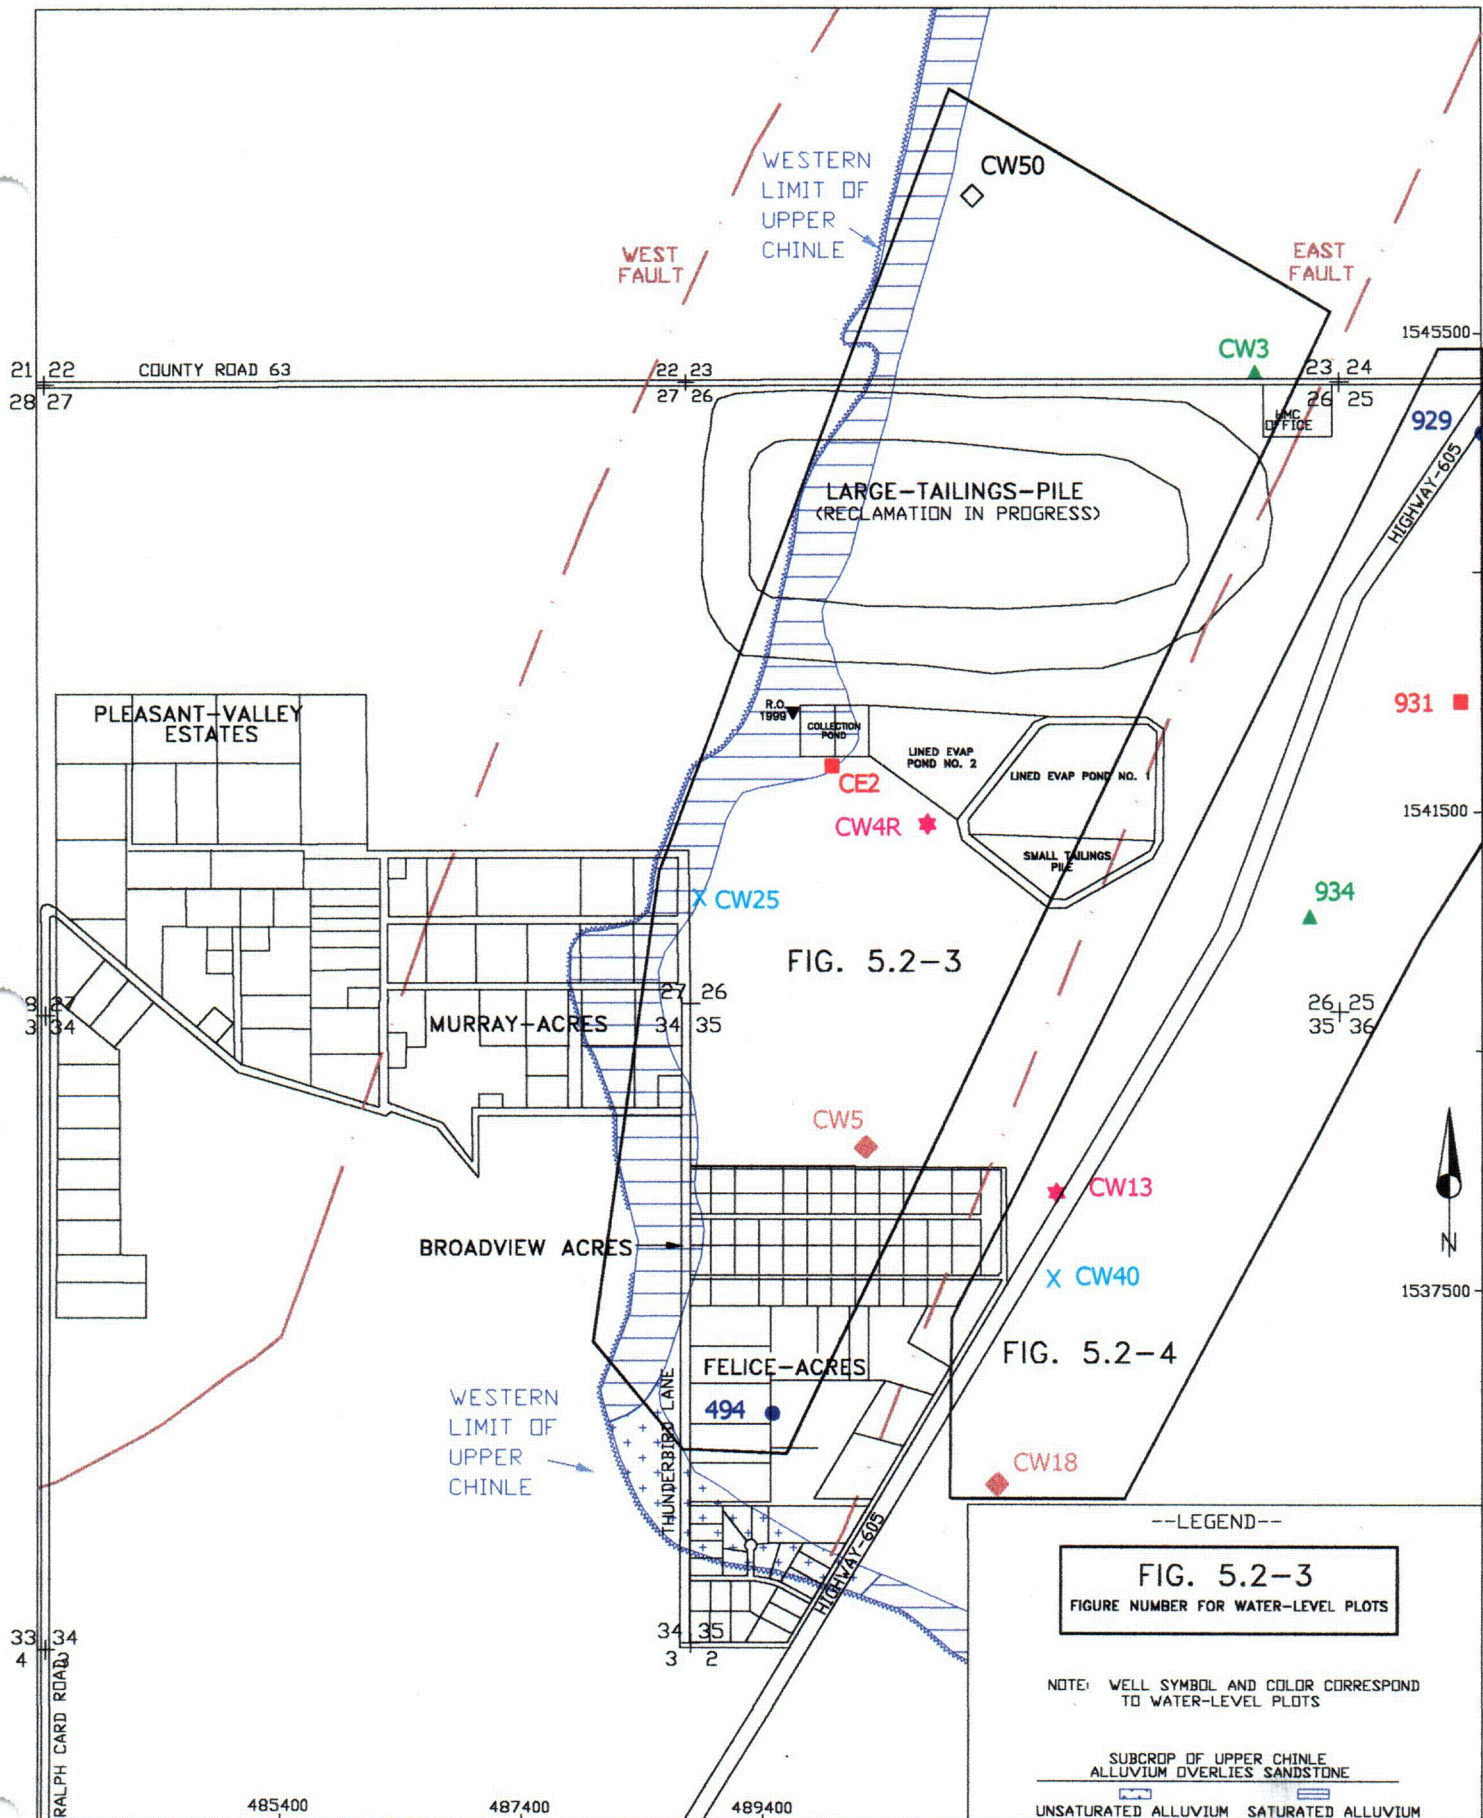 WESTERN
LIMIT OF
UPPER
CHINLE
CW50
WEST
FAULT
EAST
FAULT
1545500
CW3
21 22
28 27
COUNTY ROAD 63
22 23
27 26
23 24
26 25
HMC
OFFICE
929
HIGHWAY-605
LARGE-TAILINGS-PILE
(RECLAMATION IN PROGRESS)
931
PLEASANT-VALLEY
ESTATES
R.O.
1999
COLLECTION
POND
LINED EVAP
POND NO. 2
LINED EVAP POND NO. 1
CE2
CW4R
1541500
SMALL TAILINGS
PILE
CW25
934
FIG. 5.2-3
27 26
34 35
26 25
35 36
8 27
3 34
MURRAY-ACRES
CW5
CW13
N
BROADVIEW ACRES
CW40
1537500
FIG. 5.2-4
FELICE-ACRES
THUNDERBIRD LANE
494
WESTERN
LIMIT OF
UPPER
CHINLE
CW18
HIGHWAY-605
33 34
4 3
34 35
3 2
RALPH CARD ROAD
485400
487400
489400
--LEGEND--
FIG. 5.2-3
FIGURE NUMBER FOR WATER-LEVEL PLOTS
NOTE: WELL SYMBOL AND COLOR CORRESPOND
TO WATER-LEVEL PLOTS
SUBCROP OF UPPER CHINLE
ALLUVIUM OVERLIES SANDSTONE
UNSATURATED ALLUVIUM SATURATED ALLUVIUM